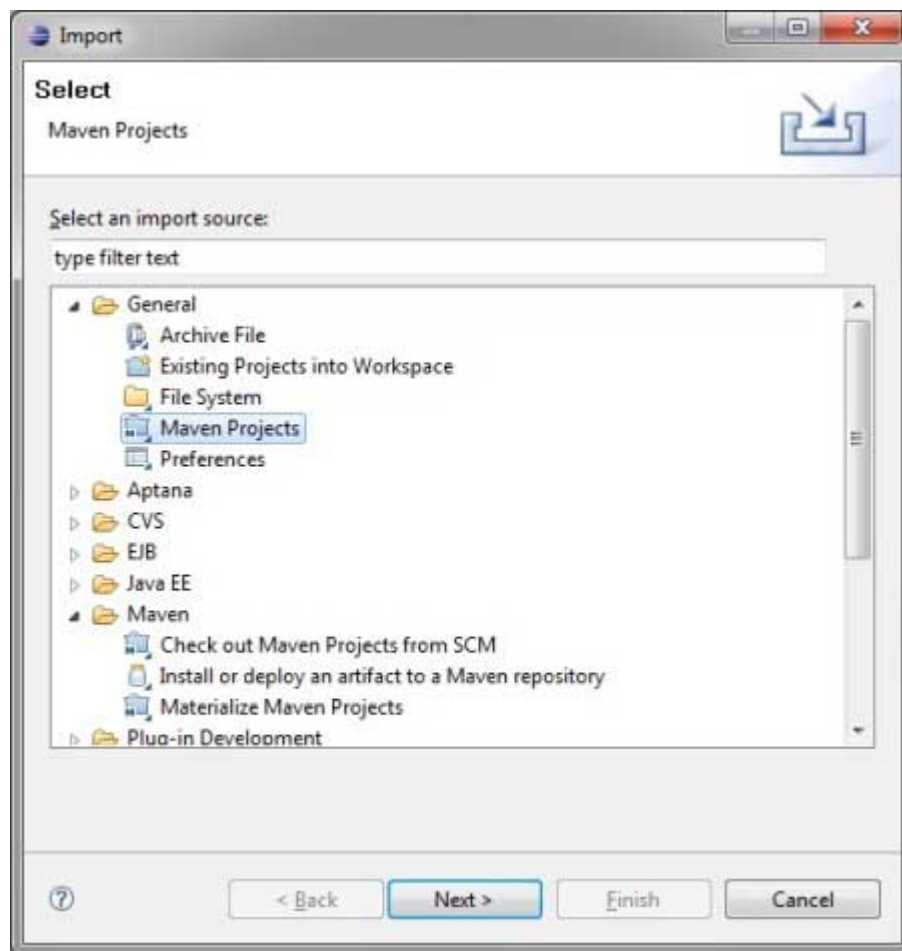 Import
Select
Maven Projects
Select an import source:
type filter text
General
Archive File
Existing Projects into Workspace
File System
Maven Projects
Preferences
Aptana
CVS
EJB
Java EE
Maven
Check out Maven Projects from SCM
Install or deploy an artifact to a Maven repository
Materialize Maven Projects
Plug-in Development
< Back Next > Finish Cancel